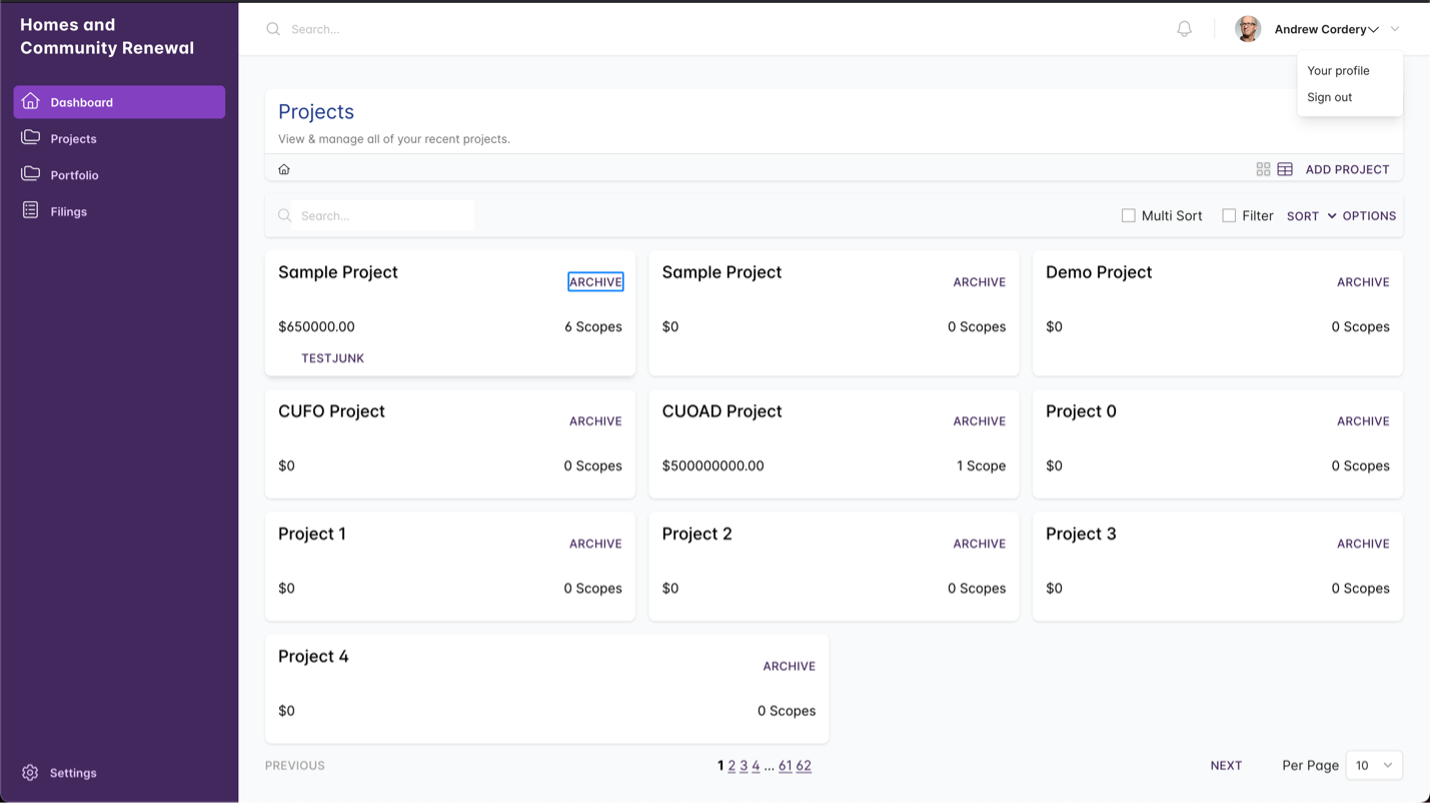 Homes and
Community Renewal
Dashboard
Projects
Portfolio
Filings
Settings
Search...
Andrew Cordery
Your profile
Sign out
Projects
View & manage all of your recent projects.
ADD PROJECT
Search...
Multi Sort
Filter
SORT
OPTIONS
Sample Project
ARCHIVE
$650000.00
6 Scopes
TESTJUNK
Sample Project
ARCHIVE
$0
0 Scopes
Demo Project
ARCHIVE
$0
0 Scopes
CUFO Project
ARCHIVE
$0
0 Scopes
CUOAD Project
ARCHIVE
$500000000.00
1 Scope
Project 0
ARCHIVE
$0
0 Scopes
Project 1
ARCHIVE
$0
0 Scopes
Project 2
ARCHIVE
$0
0 Scopes
Project 3
ARCHIVE
$0
0 Scopes
Project 4
ARCHIVE
$0
0 Scopes
PREVIOUS
1 2 3 4 ... 61 62
NEXT
Per Page
10